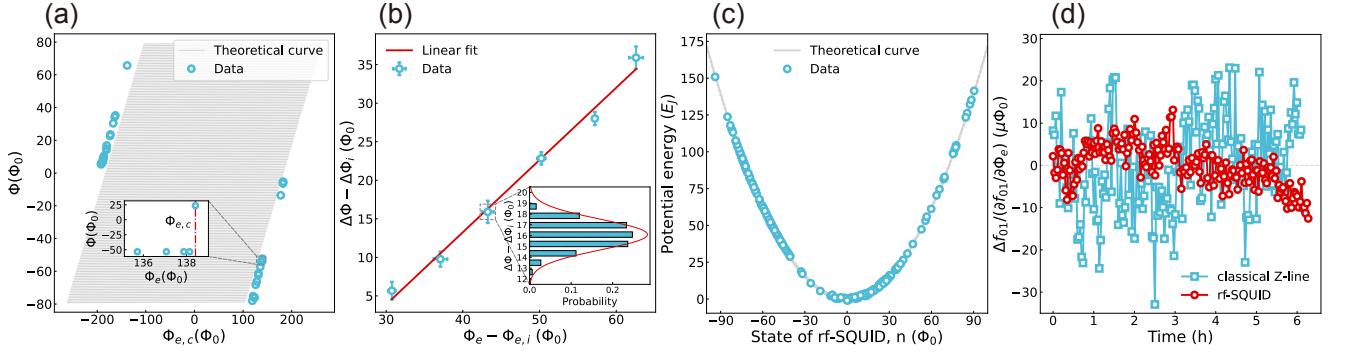 (a)
Φ(Φ0)
80
60
40
20
0
−20
−40
−60
−80
Theoretical curve
Data
25
0
−25
−50
Φe,c
136
138
Φe(Φ0)
Φ(Φ0)
−200
−100
0
100
200
Φe,c(Φ0)
(b)
ΔΦ − ΔΦi (Φ0)
35
30
25
20
15
10
5
Linear fit
Data
ΔΦ − ΔΦi (Φ0)
20
19
18
17
16
15
14
13
12
0.0
0.1
0.2
Probability
30
40
50
60
Φe − Φe,i (Φ0)
(c)
Potential energy (EJ)
175
150
125
100
75
50
25
0
Theoretical curve
Data
−90
−60
−30
0
30
60
90
State of rf-SQUID, n (Φ0)
(d)
Δf01/(∂f01/∂Φe) (μΦ0)
30
20
10
0
−10
−20
−30
classical Z-line
rf-SQUID
0
1
2
3
4
5
6
Time (h)